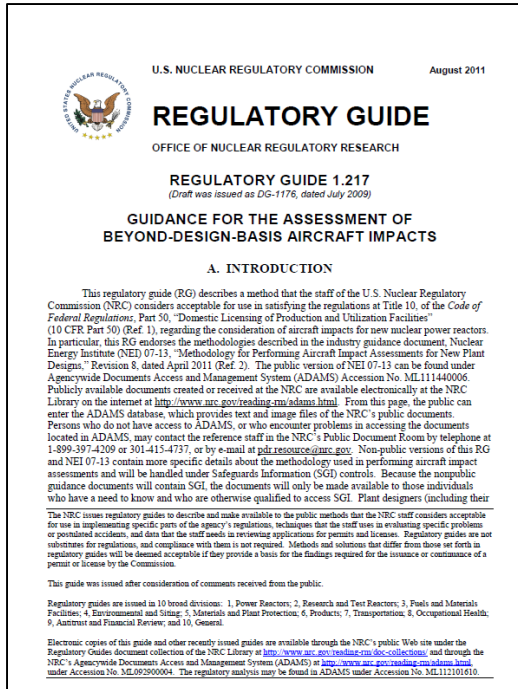 U.S. NUCLEAR REGULATORY COMMISSION August 2011
UNITED STATES NUCLEAR REGULATORY COMMISSION
REGULATORY GUIDE
OFFICE OF NUCLEAR REGULATORY RESEARCH
REGULATORY GUIDE 1.217
(Draft was issued as DG-1176, dated July 2009)
GUIDANCE FOR THE ASSESSMENT OF
BEYOND-DESIGN-BASIS AIRCRAFT IMPACTS
A. INTRODUCTION
This regulatory guide (RG) describes a method that the staff of the U.S. Nuclear Regulatory
Commission (NRC) considers acceptable for use in satisfying the regulations at Title 10, of the Code of
Federal Regulations, Part 50, “Domestic Licensing of Production and Utilization Facilities”
(10 CFR Part 50) (Ref. 1), regarding the consideration of aircraft impacts for new nuclear power reactors.
In particular, this RG endorses the methodologies described in the industry guidance document, Nuclear
Energy Institute (NEI) 07-13, “Methodology for Performing Aircraft Impact Assessments for New Plant
Designs,” Revision 8, dated April 2011 (Ref. 2). The public version of NEI 07-13 can be found under
Agencywide Documents Access and Management System (ADAMS) Accession No. ML111440006.
Publicly available documents created or received at the NRC are available electronically at the NRC
Library on the internet at http://www.nrc.gov/reading-rm/adams.html. From this page, the public can
enter the ADAMS database, which provides text and image files of the NRC’s public documents.
Persons who do not have access to ADAMS, or who encounter problems in accessing the documents
located in ADAMS, may contact the reference staff in the NRC’s Public Document Room by telephone at
1-899-397-4209 or 301-415-4737, or by e-mail at pdr.resource@nrc.gov. Non-public versions of this RG
and NEI 07-13 contain more specific details about the methodology used in performing aircraft impact
assessments and will be handled under Safeguards Information (SGI) controls. Because the nonpublic
guidance documents will contain SGI, the documents will only be made available to those individuals
who have a need to know and who are otherwise qualified to access SGI. Plant designers (including their
The NRC issues regulatory guides to describe and make available to the public methods that the NRC staff considers acceptable
for use in implementing specific parts of the agency’s regulations, techniques that the staff uses in evaluating specific problems
or postulated accidents, and data that the staff needs in reviewing applications for permits and licenses. Regulatory guides are not
substitutes for regulations, and compliance with them is not required. Methods and solutions that differ from those set forth in
regulatory guides will be deemed acceptable if they provide a basis for the findings required for the issuance or continuance of a
permit or license by the Commission.
This guide was issued after consideration of comments received from the public.
Regulatory guides are issued in 10 broad divisions: 1, Power Reactors; 2, Research and Test Reactors; 3, Fuels and Materials
Facilities; 4, Environmental and Siting; 5, Materials and Plant Protection; 6, Products; 7, Transportation; 8, Occupational Health;
9, Antitrust and Financial Review; and 10, General.
Electronic copies of this guide and other recently issued guides are available through the NRC’s public Web site under the
Regulatory Guides document collection of the NRC Library at http://www.nrc.gov/reading-rm/doc-collections/ and through the
NRC’s Agencywide Documents Access and Management System (ADAMS) at http://www.nrc.gov/reading-rm/adams.html,
under Accession No. ML092900004. The regulatory analysis may be found in ADAMS under Accession No. ML112101610.